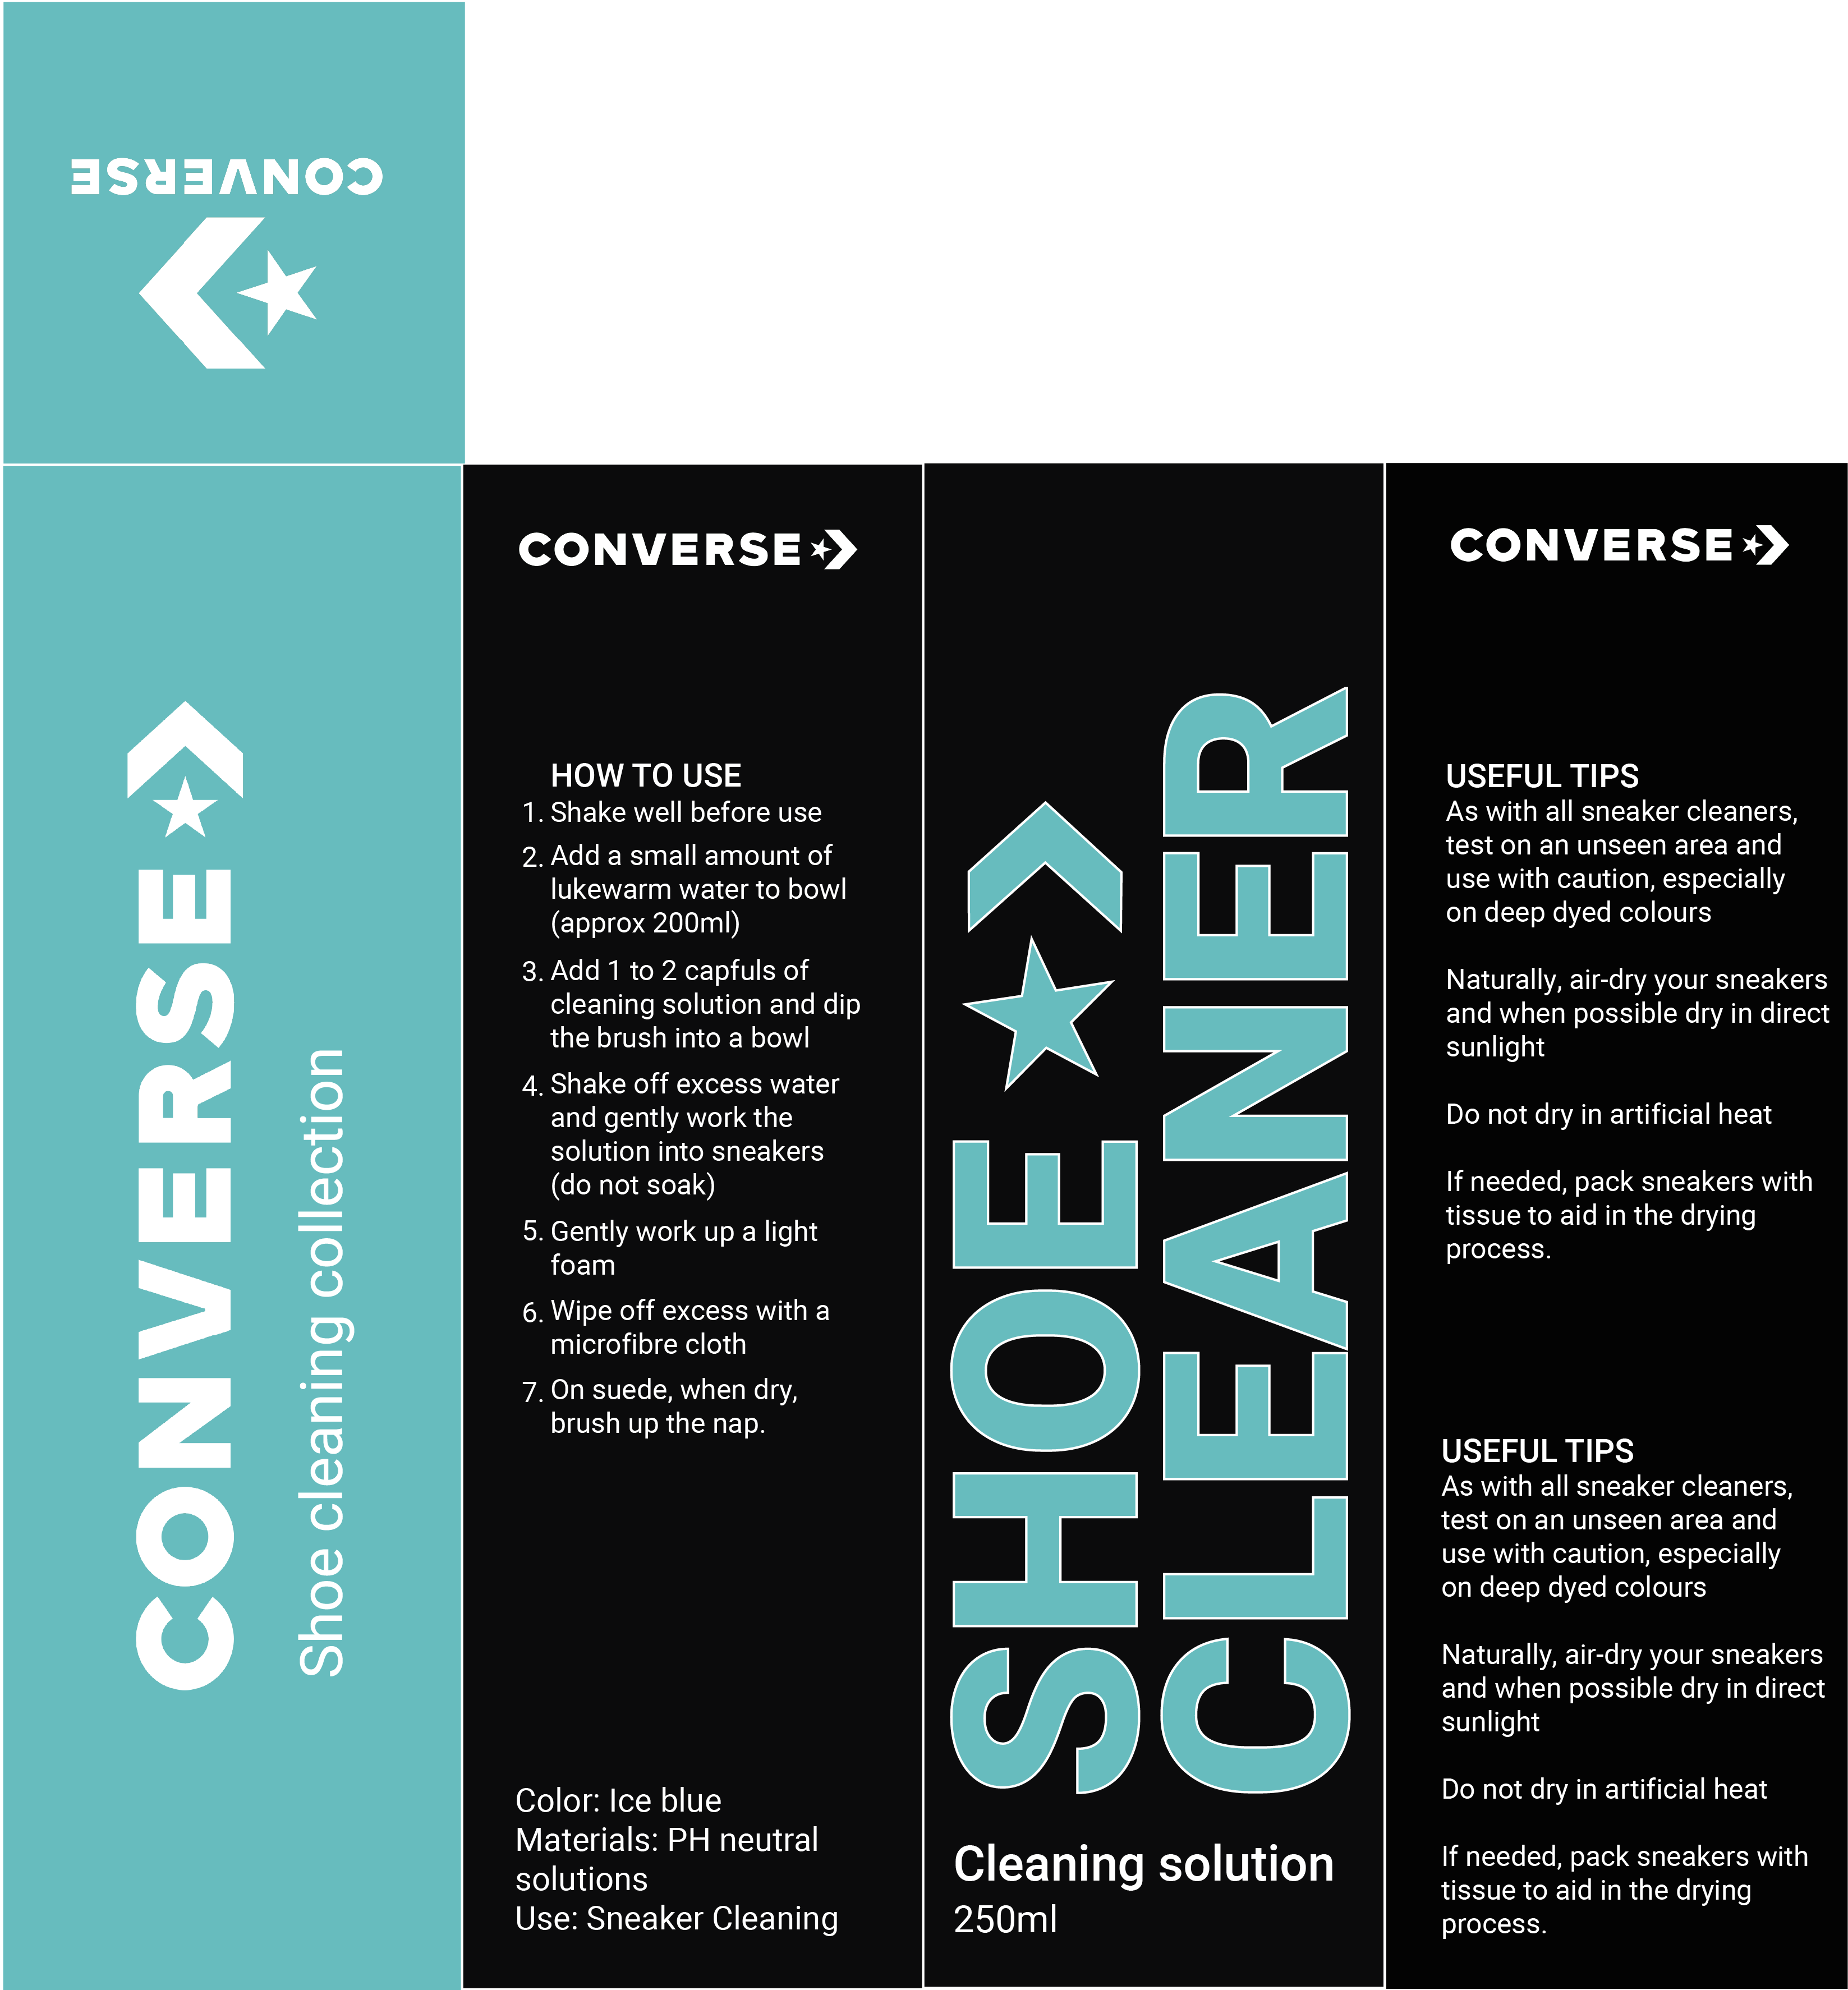 CONVERSE
CONVERSE
Shoe cleaning collection
CONVERSE
HOW TO USE
1. Shake well before use
2. Add a small amount of
lukewarm water to bowl
(approx 200ml)
3. Add 1 to 2 capfuls of
cleaning solution and dip
the brush into a bowl
4. Shake off excess water
and gently work the
solution into sneakers
(do not soak)
5. Gently work up a light
foam
6. Wipe off excess with a
microfibre cloth
7. On suede, when dry,
brush up the nap.
Color: Ice blue
Materials: PH neutral
solutions
Use: Sneaker Cleaning
SHOE
CLEANER
Cleaning solution
250ml
CONVERSE
USEFUL TIPS
As with all sneaker cleaners,
test on an unseen area and
use with caution, especially
on deep dyed colours
Naturally, air-dry your sneakers
and when possible dry in direct
sunlight
Do not dry in artificial heat
If needed, pack sneakers with
tissue to aid in the drying
process.
USEFUL TIPS
As with all sneaker cleaners,
test on an unseen area and
use with caution, especially
on deep dyed colours
Naturally, air-dry your sneakers
and when possible dry in direct
sunlight
Do not dry in artificial heat
If needed, pack sneakers with
tissue to aid in the drying
process.